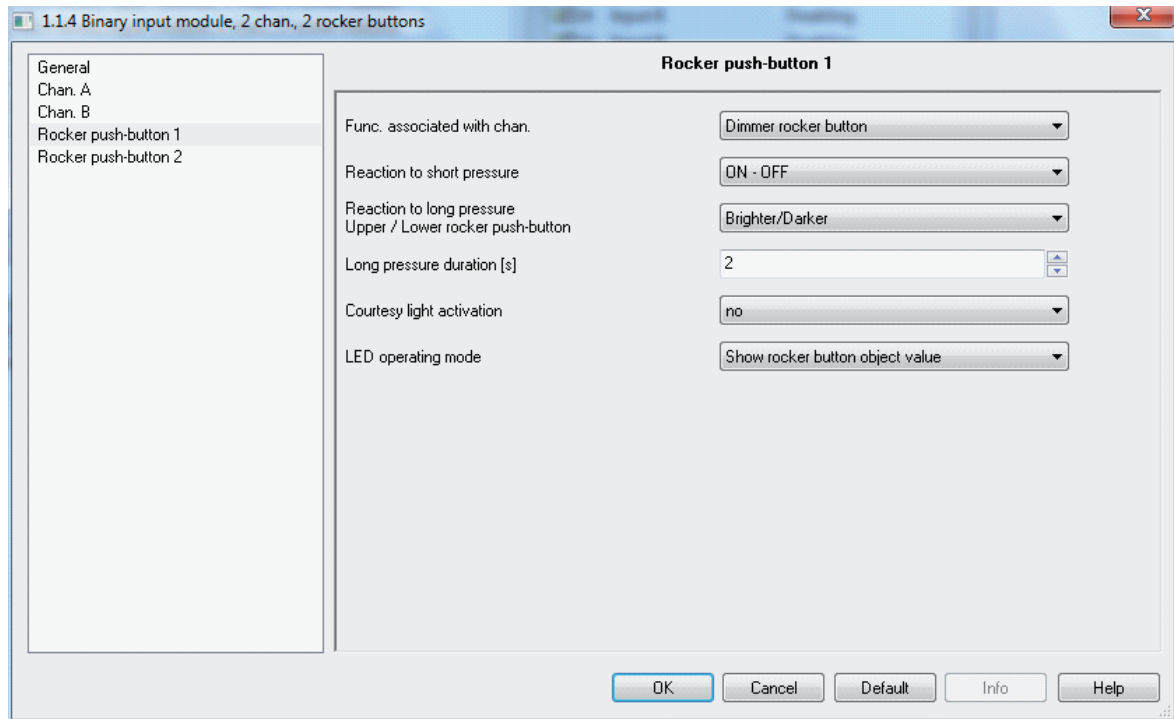 1.1.4 Binary input module, 2 chan., 2 rocker buttons
General
Chan. A
Chan. B
Rocker push-button 1
Rocker push-button 2
Rocker push-button 1
Func. associated with chan.
Dimmer rocker button
Reaction to short pressure
ON - OFF
Reaction to long pressure
Upper / Lower rocker push-button
Brighter/Darker
Long pressure duration [s]
2
Courtesy light activation
no
LED operating mode
Show rocker button object value
OK
Cancel
Default
Info
Help